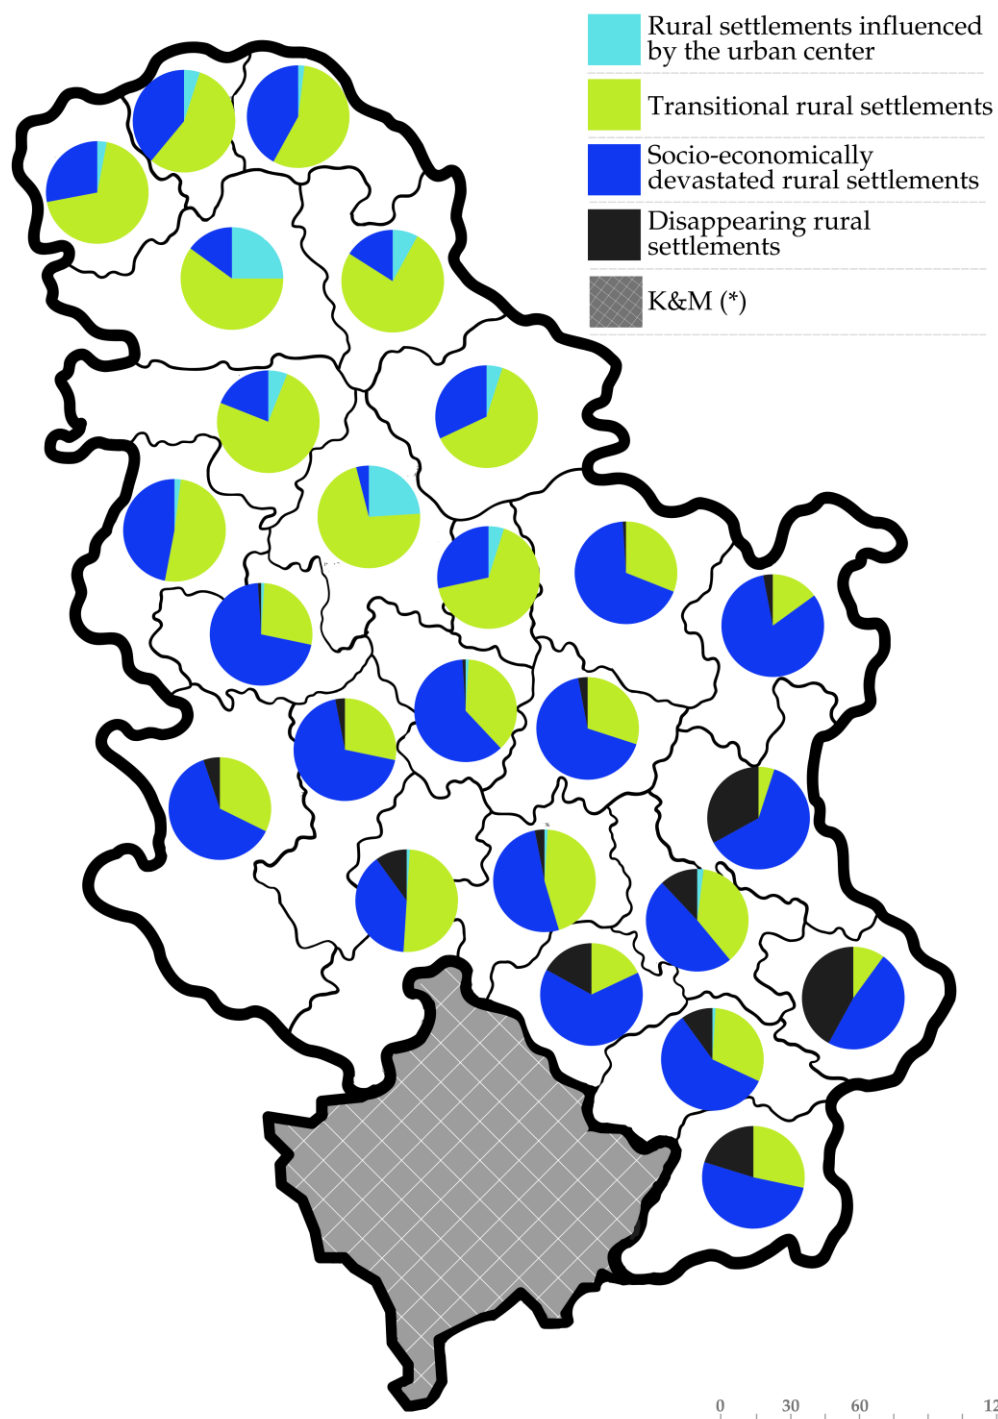 Rural settlements influenced
by the urban center
Transitional rural settlements
Socio-economically
devastated rural settlements
Disappearing rural
settlements
K&M (*)
0 30 60